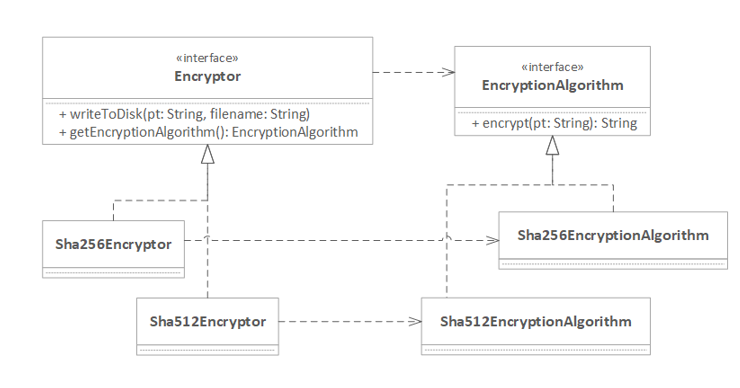 «interface»
Encryptor
+ writeToDisk(pt: String, filename: String)
+ getEncryptionAlgorithm(): EncryptionAlgorithm
«interface»
EncryptionAlgorithm
+ encrypt(pt: String): String
Sha256Encryptor
Sha256EncryptionAlgorithm
Sha512Encryptor
Sha512EncryptionAlgorithm